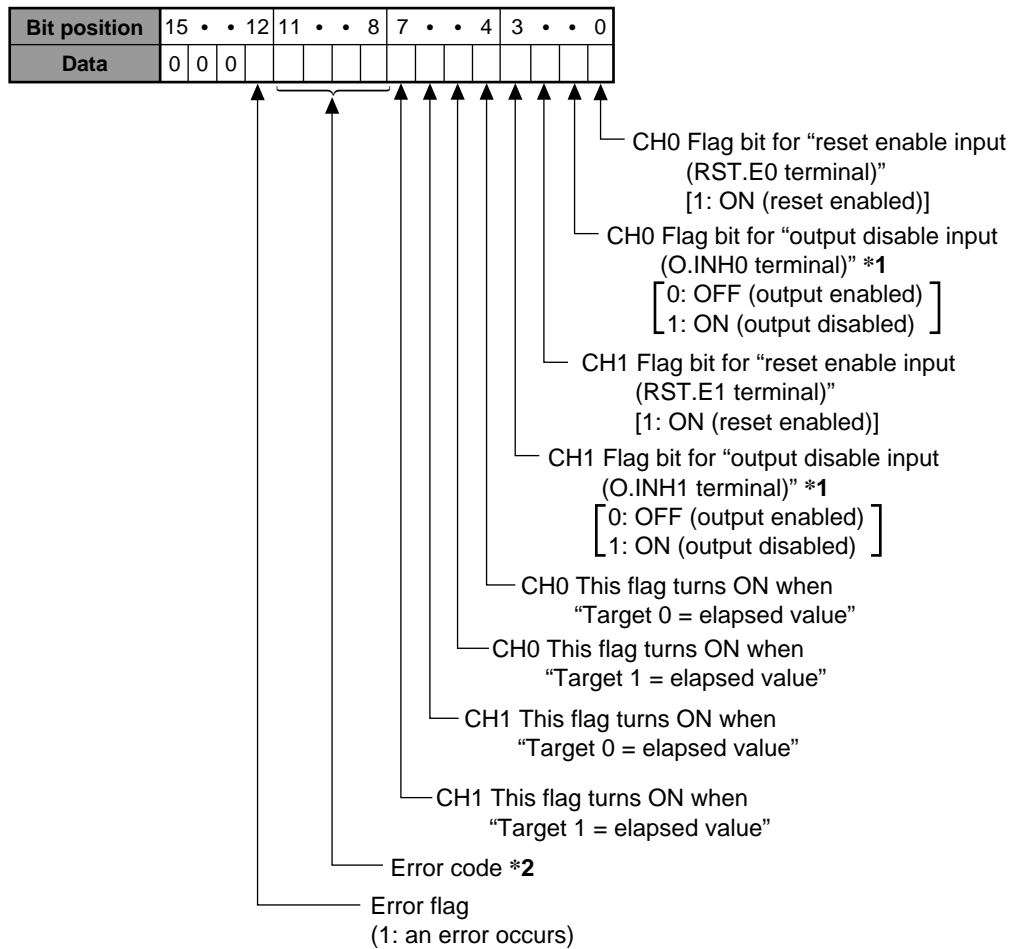 Bit position 15 • • 12 11 • • 8 7 • • 4 3 • • 0
Data 0 0 0
CH0 Flag bit for “reset enable input
(RST.E0 terminal)”
[1: ON (reset enabled)]
CH0 Flag bit for “output disable input
(O.INH0 terminal)” *1
0: OFF (output enabled)
1: ON (output disabled)
CH1 Flag bit for “reset enable input
(RST.E1 terminal)”
[1: ON (reset enabled)]
CH1 Flag bit for “output disable input
(O.INH1 terminal)” *1
0: OFF (output enabled)
1: ON (output disabled)
CH0 This flag turns ON when
“Target 0 = elapsed value”
CH0 This flag turns ON when
“Target 1 = elapsed value”
CH1 This flag turns ON when
“Target 0 = elapsed value”
CH1 This flag turns ON when
“Target 1 = elapsed value”
Error code *2
Error flag
(1: an error occurs)